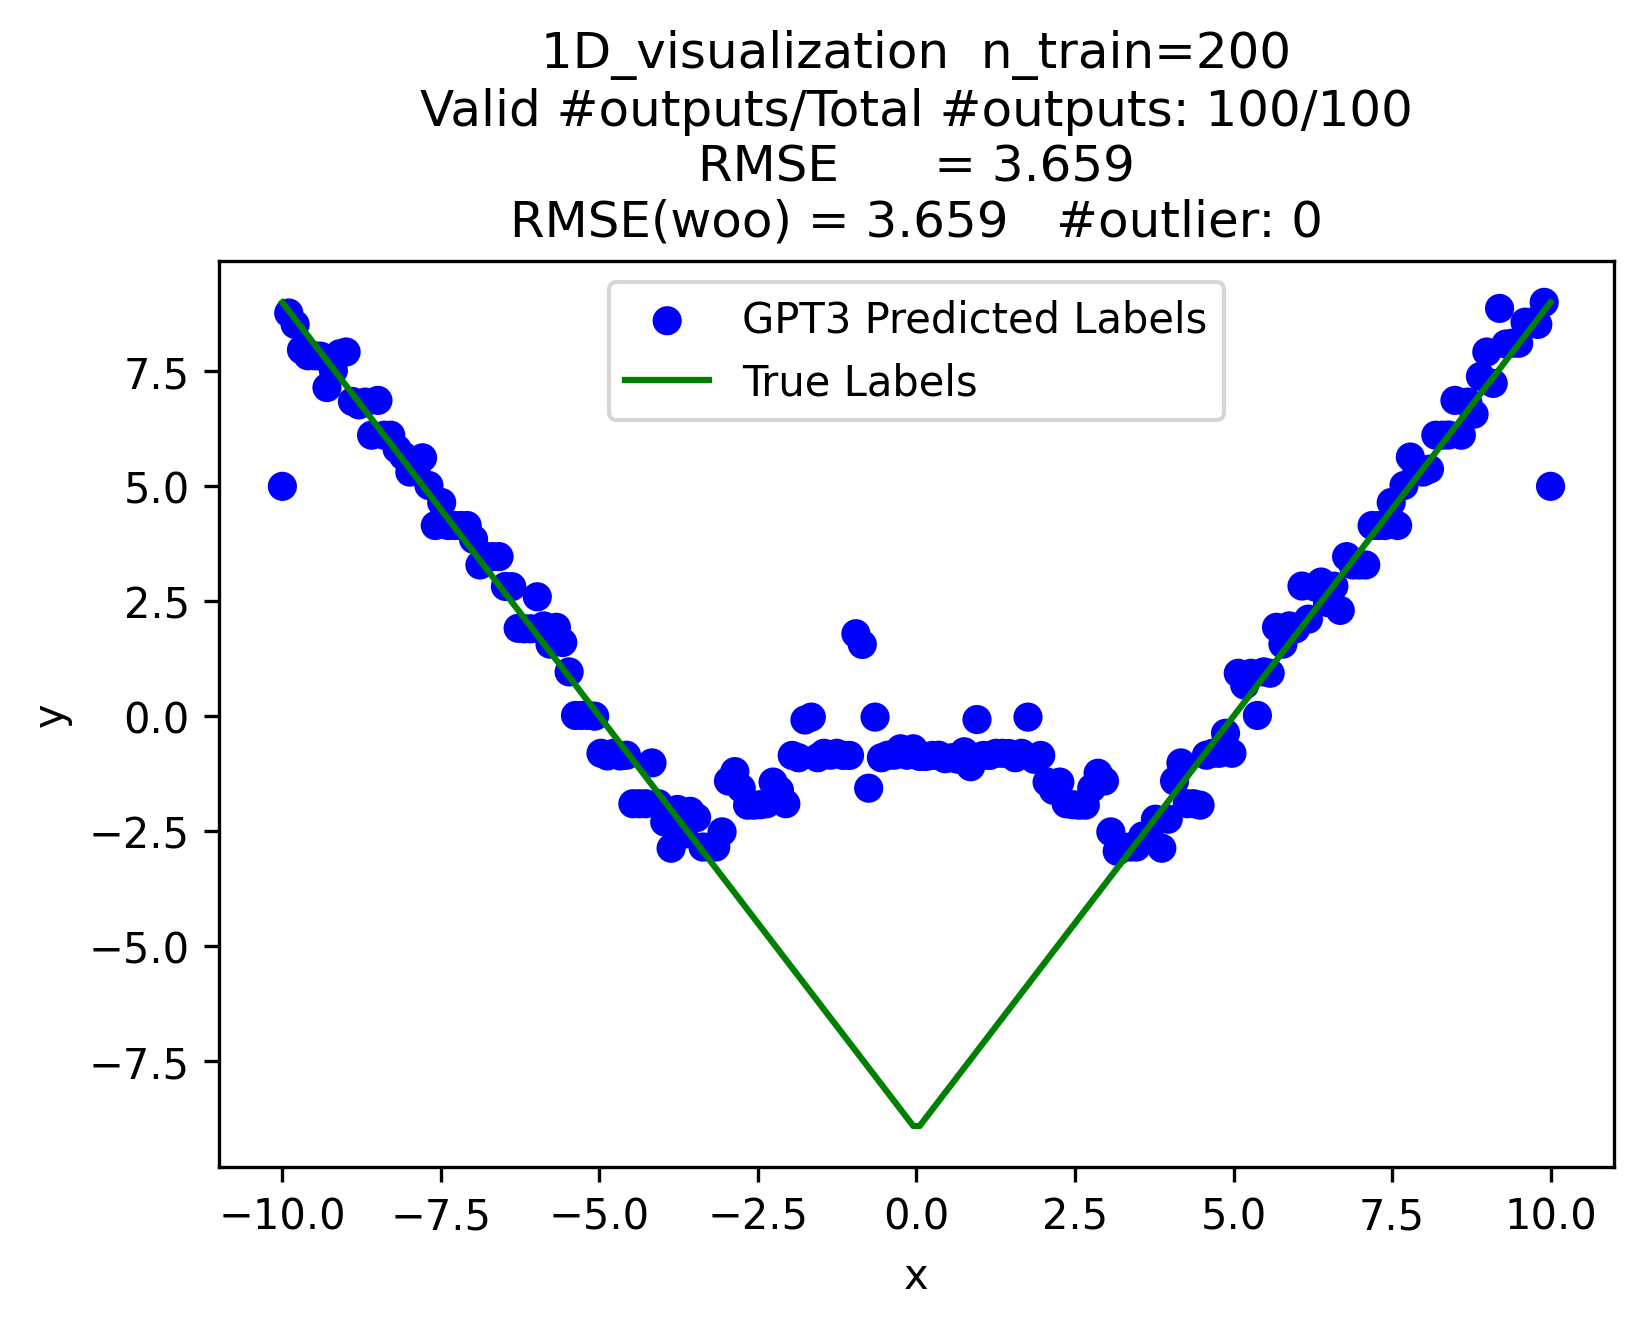 1D_visualization  n_train=200
Valid #outputs/Total #outputs: 100/100
RMSE      = 3.659
RMSE(woo) = 3.659   #outlier: 0
GPT3 Predicted Labels
True Labels
7.5
5.0
2.5
0.0
−2.5
−5.0
−7.5
y
−10.0 −7.5 −5.0 −2.5 0.0 2.5 5.0 7.5 10.0
x